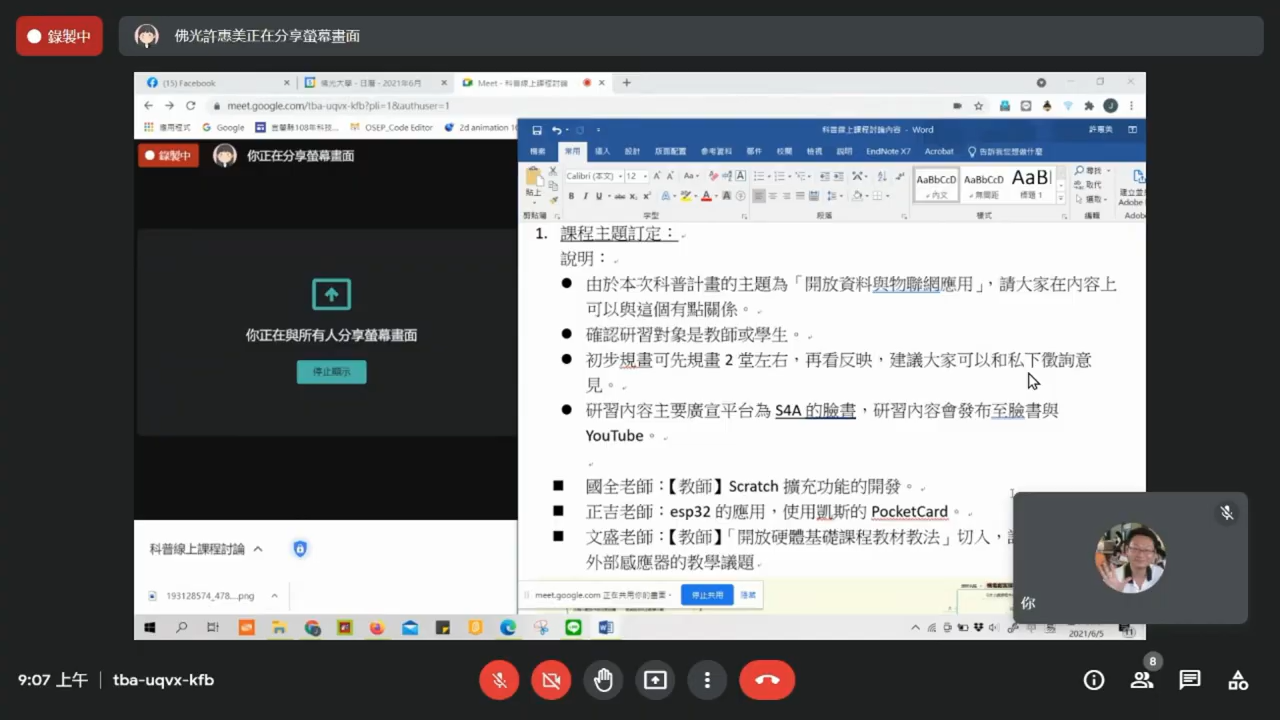 錄製中
佛光許惠美正在分享螢幕畫面
(15) Facebook
佛光大學 - 日曆 - 2021年6月
Meet - 科普線上課程討論
meet.google.com/tba-uqvx-kfb?pli=1&authuser=1
應用程式
Google
宜蘭縣108年科技...
OSEP_Code Editor
2d animation
錄製中
你正在分享螢幕畫面
你正在與所有人分享螢幕畫面
停止顯示
科普線上課程討論
193128574_478....png
科普線上課程討論內容 - Word
檔案 常用 插入 設計 版面配置 參考資料 郵件 校閱 檢視 說明 EndNote X7 Acrobat 告訴我您想做什麼
貼上
Calibri (本文) 12
AaBbCcD AaBbCcD AaBl
內文 無間距 標題 1
尋找
取代
選取
剪貼簿 字型 段落 樣式 編輯
1. 課程主題訂定：
說明：
● 由於本次科普計畫的主題為「開放資料與物聯網應用」，請大家在內容上
可以與這個有點關係。
● 確認研習對象是教師或學生。
● 初步規畫可先規畫 2 堂左右，再看反映，建議大家可以和私下徵詢意
見。
● 研習內容主要廣宣平台為 S4A 的臉書，研習內容會發布至臉書與
YouTube。
■ 國全老師：【教師】Scratch 擴充功能的開發。
■ 正吉老師：esp32 的應用，使用凱斯的 PocketCard。
■ 文盛老師：【教師】「開放硬體基礎課程教材教法」切入，
外部感應器的教學議題
meet.google.com 正在共用你的畫面。
停止共用
隱藏
2021/6/5
你
9:07 上午 | tba-uqvx-kfb
8